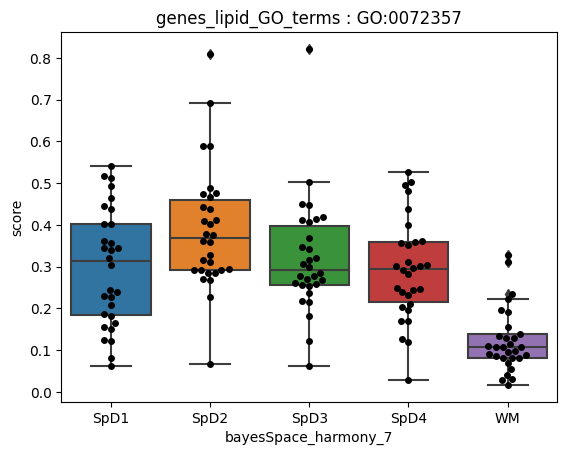 genes_lipid_GO_terms : GO:0072357
score
0.8
0.7
0.6
0.5
0.4
0.3
0.2
0.1
0.0
SpD1 SpD2 SpD3 SpD4 WM
bayesSpace_harmony_7